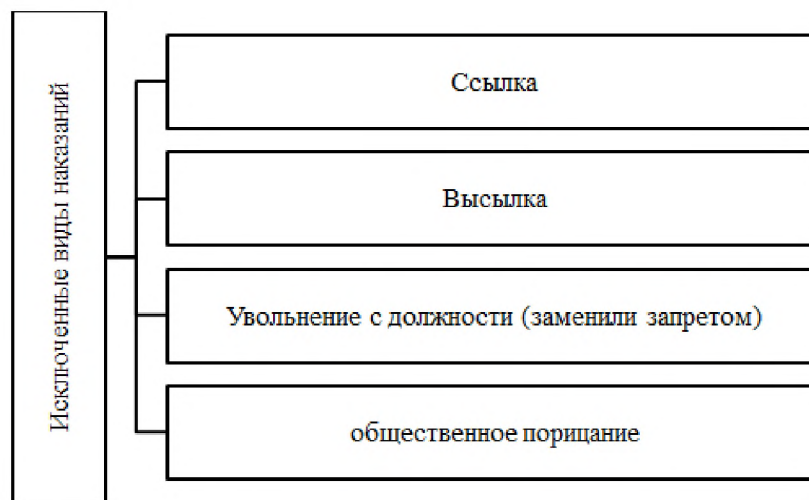 Исключенные виды наказаний
Ссылка
Высылка
Увольнение с должности (заменили запретом)
общественное порицание